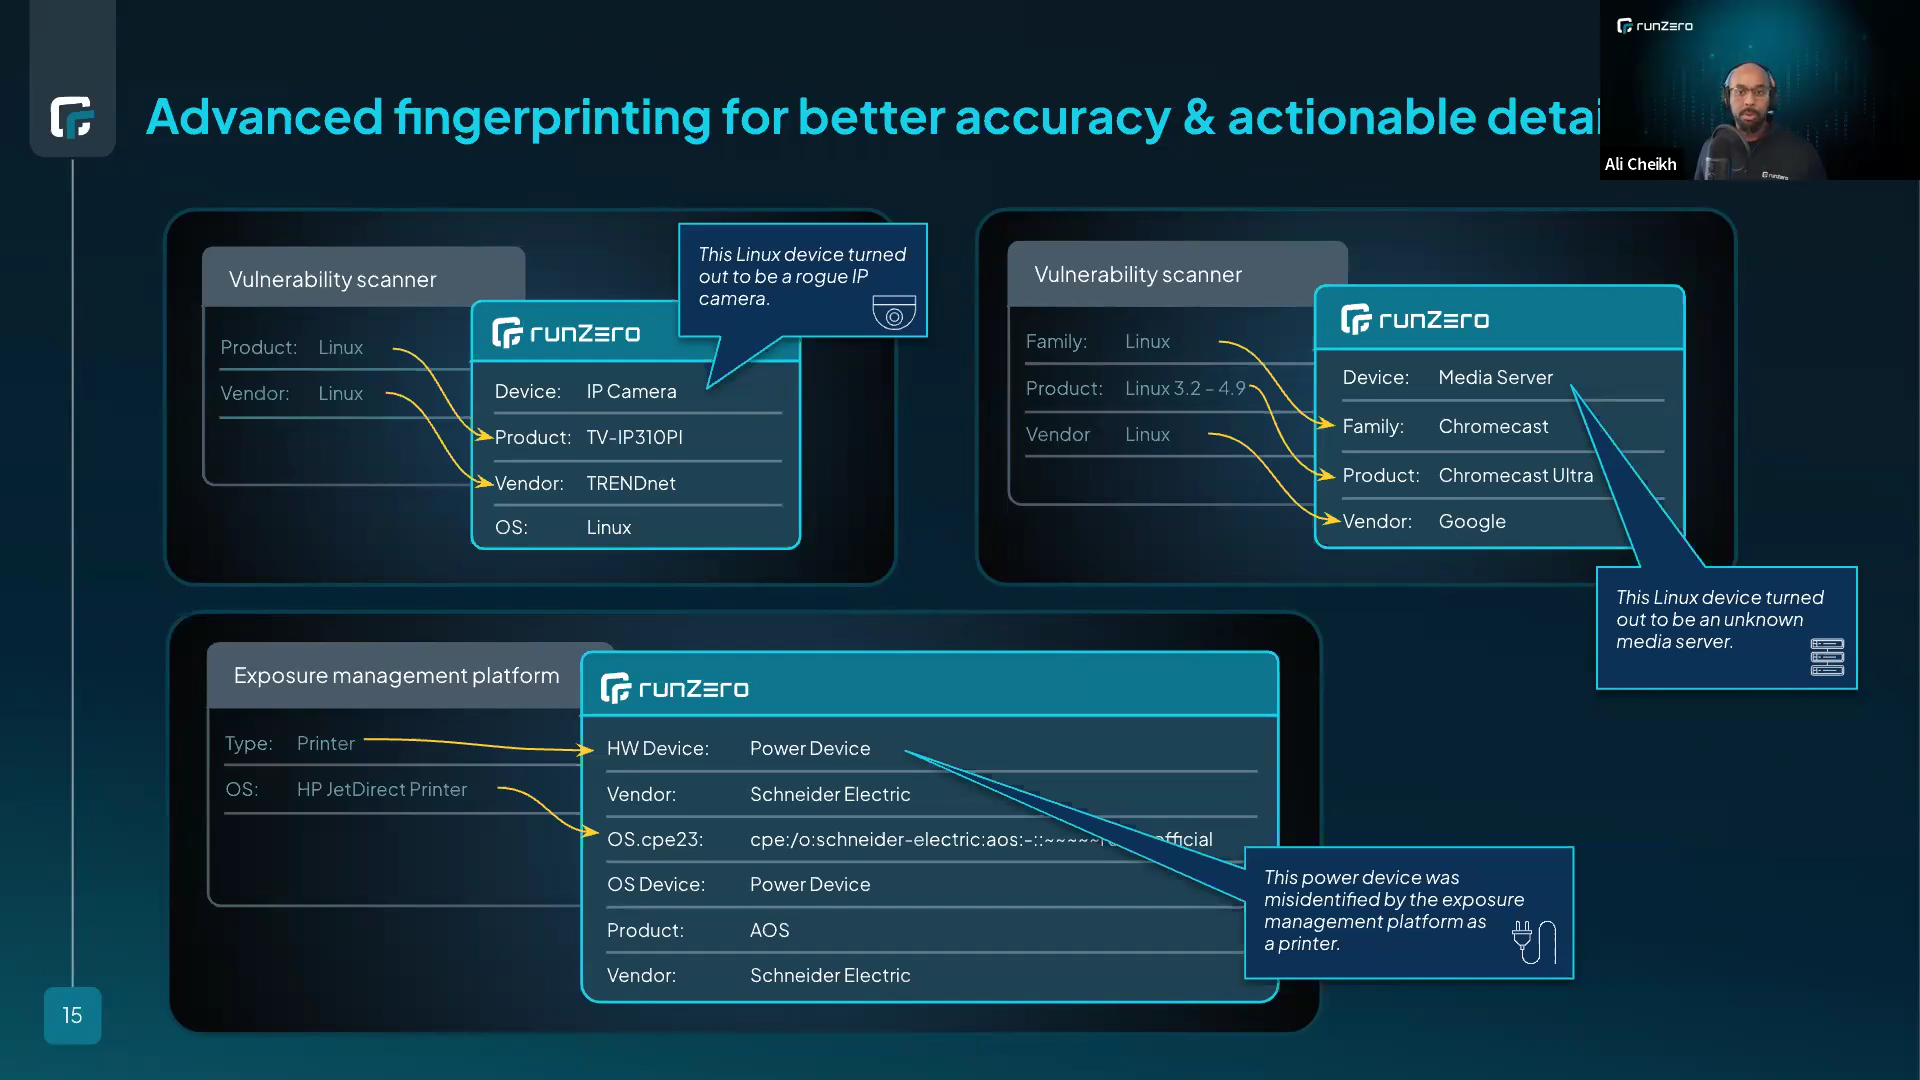 runZero
Ali Cheikh
Advanced fingerprinting for better accuracy & actionable
Vulnerability scanner
Product: Linux
Vendor: Linux
runZero
Device: IP Camera
Product: TV-IP310PI
Vendor: TRENDnet
OS: Linux
This Linux device turned
out to be a rogue IP
camera.
Vulnerability scanner
Family: Linux
Product: Linux 3.2 - 4.9
Vendor Linux
runZero
Device: Media Server
Family: Chromecast
Product: Chromecast Ultra
Vendor: Google
This Linux device turned
out to be an unknown
media server.
Exposure management platform
Type: Printer
OS: HP JetDirect Printer
runZero
HW Device: Power Device
Vendor: Schneider Electric
OS.cpe23:
OS Device: Power Device
Product: AOS
Vendor: Schneider Electric
This power device was
misidentified by the exposure
management platform as
a printer.
15